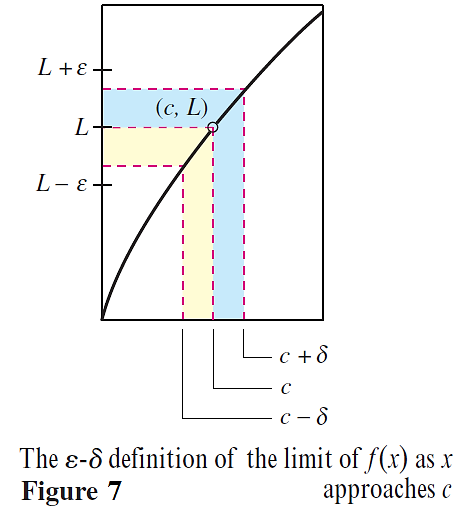 L + ε
(c, L)
L
L − ε
c + δ
c
c − δ
The ε-δ definition of the limit of f(x) as x
Figure 7 approaches c